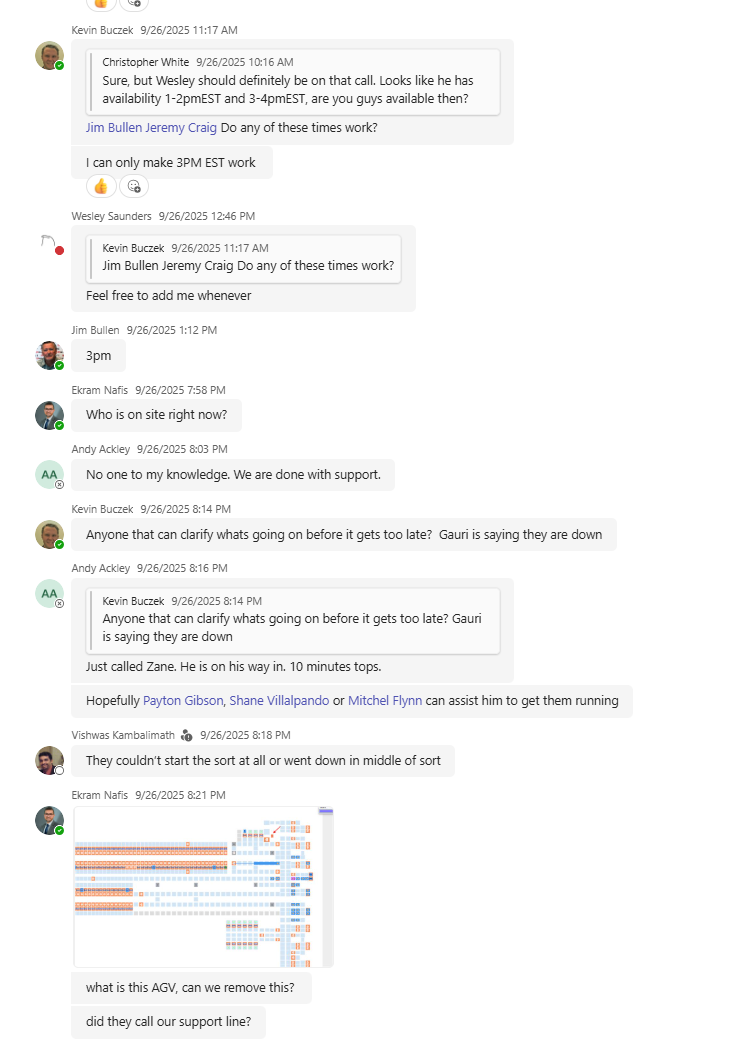 Kevin Buczek 9/26/2025 11:17 AM
Christopher White 9/26/2025 10:16 AM
Sure, but Wesley should definitely be on that call. Looks like he has
availability 1-2pmEST and 3-4pmEST, are you guys available then?
Jim Bullen Jeremy Craig Do any of these times work?
I can only make 3PM EST work
Wesley Saunders 9/26/2025 12:46 PM
Kevin Buczek 9/26/2025 11:17 AM
Jim Bullen Jeremy Craig Do any of these times work?
Feel free to add me whenever
Jim Bullen 9/26/2025 1:12 PM
3pm
Ekram Nafis 9/26/2025 7:58 PM
Who is on site right now?
Andy Ackley 9/26/2025 8:03 PM
AA
No one to my knowledge. We are done with support.
Kevin Buczek 9/26/2025 8:14 PM
Anyone that can clarify whats going on before it gets too late? Gauri is saying they are down
Andy Ackley 9/26/2025 8:16 PM
AA
Kevin Buczek 9/26/2025 8:14 PM
Anyone that can clarify whats going on before it gets too late? Gauri
is saying they are down
Just called Zane. He is on his way in. 10 minutes tops.
Hopefully Payton Gibson, Shane Villalpando or Mitchel Flynn can assist him to get them running
Vishwas Kambalimath 9/26/2025 8:18 PM
They couldn't start the sort at all or went down in middle of sort
Ekram Nafis 9/26/2025 8:21 PM
what is this AGV, can we remove this?
did they call our support line?